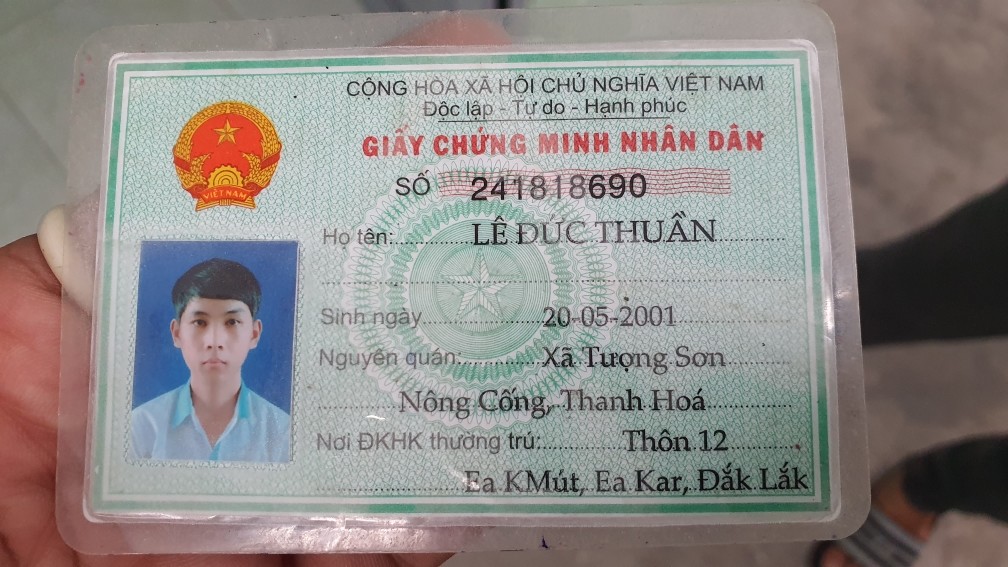 CỘNG HÒA XÃ HỘI CHỦ NGHĨA VIỆT NAM
Độc lập - Tự do - Hạnh phúc
GIẤY CHỨNG MINH NHÂN DÂN
SỐ 241818690
Họ tên: LÊ ĐỨC THUẦN
Sinh ngày 20-05-2001
Nguyên quán: Xã Tượng Sơn
Nông Cống, Thanh Hoá
Nơi ĐKHK thường trú: Thôn 12
Ea KMút, Ea Kar, Đắk Lắk
VIỆT NAM